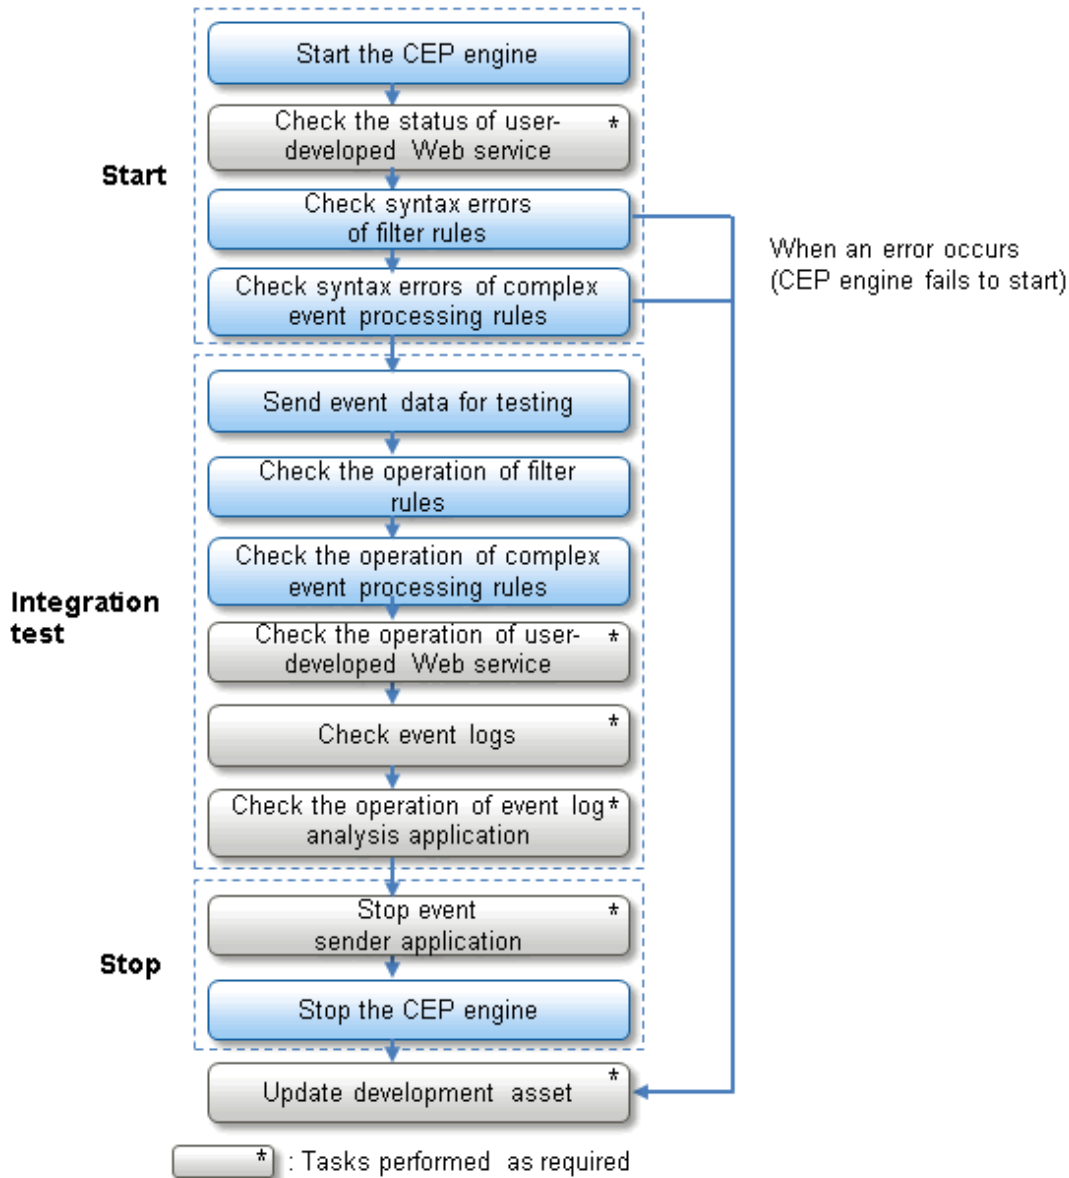 Start the CEP engine
Check the status of user- *
developed Web service
Start
Check syntax errors
of filter rules
When an error occurs
(CEP engine fails to start)
Check syntax errors of complex
event processing rules
Send event data for testing
Check the operation of filter
rules
Check the operation of complex
event processing rules
Integration
test
Check the operation of user- *
developed Web service
*
Check event logs
Check the operation of event log *
analysis application
Stop event *
sender application
Stop
Stop the CEP engine
*
Update development asset
* : Tasks performed as required